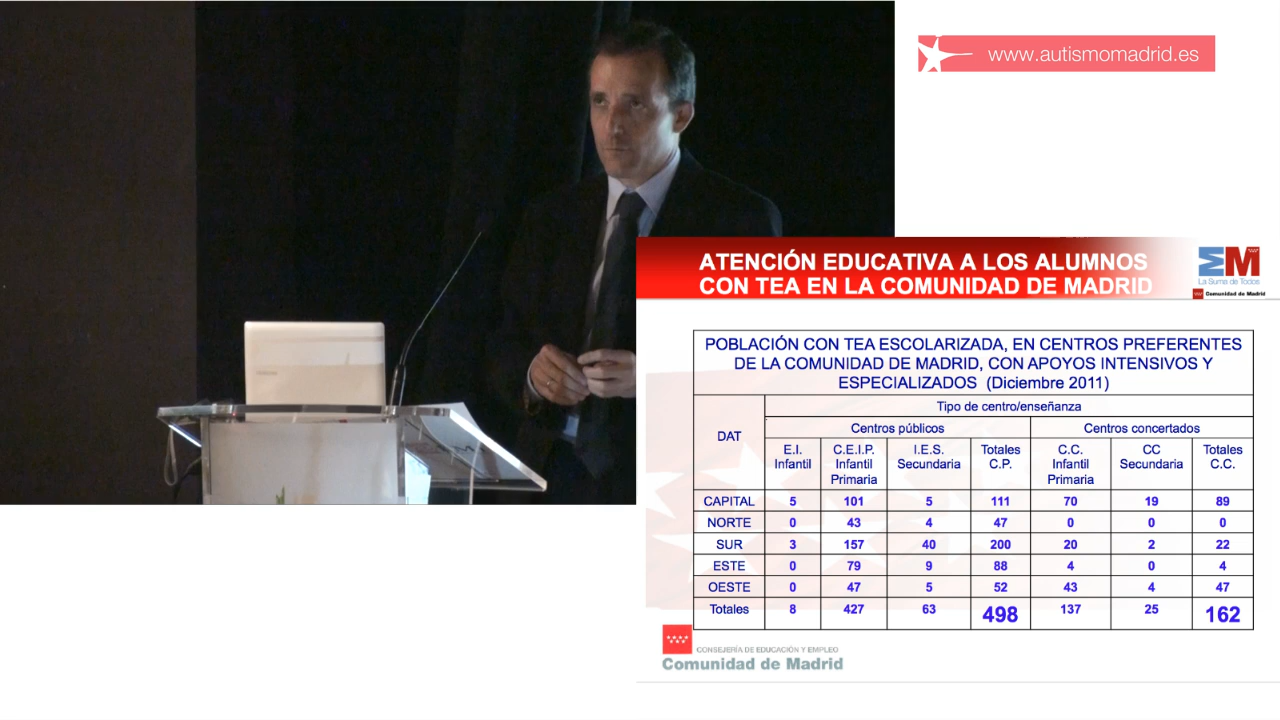 www.autismomadrid.es
ATENCIÓN EDUCATIVA A LOS ALUMNOS
CON TEA EN LA COMUNIDAD DE MADRID
EM
La Suma de Todos
Comunidad de Madrid
POBLACIÓN CON TEA ESCOLARIZADA, EN CENTROS PREFERENTES
DE LA COMUNIDAD DE MADRID, CON APOYOS INTENSIVOS Y
ESPECIALIZADOS (Diciembre 2011)
DAT
Tipo de centro/enseñanza
Centros públicos Centros concertados
E.I. Infantil C.E.I.P. Infantil Primaria I.E.S. Secundaria Totales C.P. C.C. Infantil Primaria CC Secundaria Totales C.C.
CAPITAL 5 101 5 111 70 19 89
NORTE 0 43 4 47 0 0 0
SUR 3 157 40 200 20 2 22
ESTE 0 79 9 88 4 0 4
OESTE 0 47 5 52 43 4 47
Totales 8 427 63 498 137 25 162
CONSEJERÍA DE EDUCACIÓN Y EMPLEO
Comunidad de Madrid